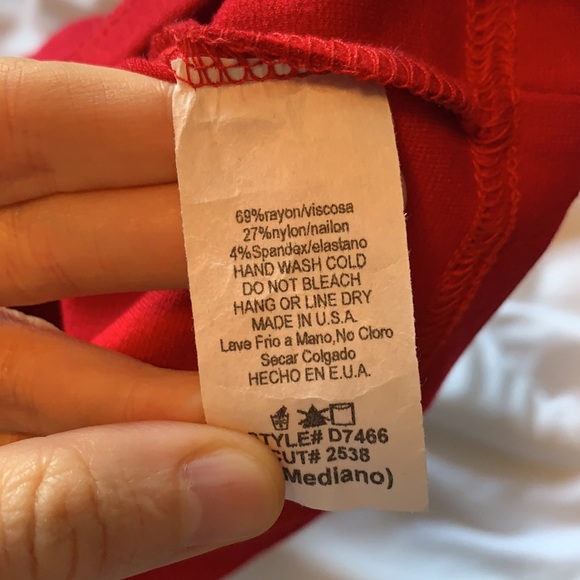 69%rayon/viscosa
27%nylon/nailon
4%Spandex/elastano
HAND WASH COLD
DO NOT BLEACH
HANG OR LINE DRY
MADE IN U.S.A.
Lave Frio a Mano,No Cloro
Secar Colgado
HECHO EN E.U.A.
STYLE# D7466
CUT# 2538
Mediano)